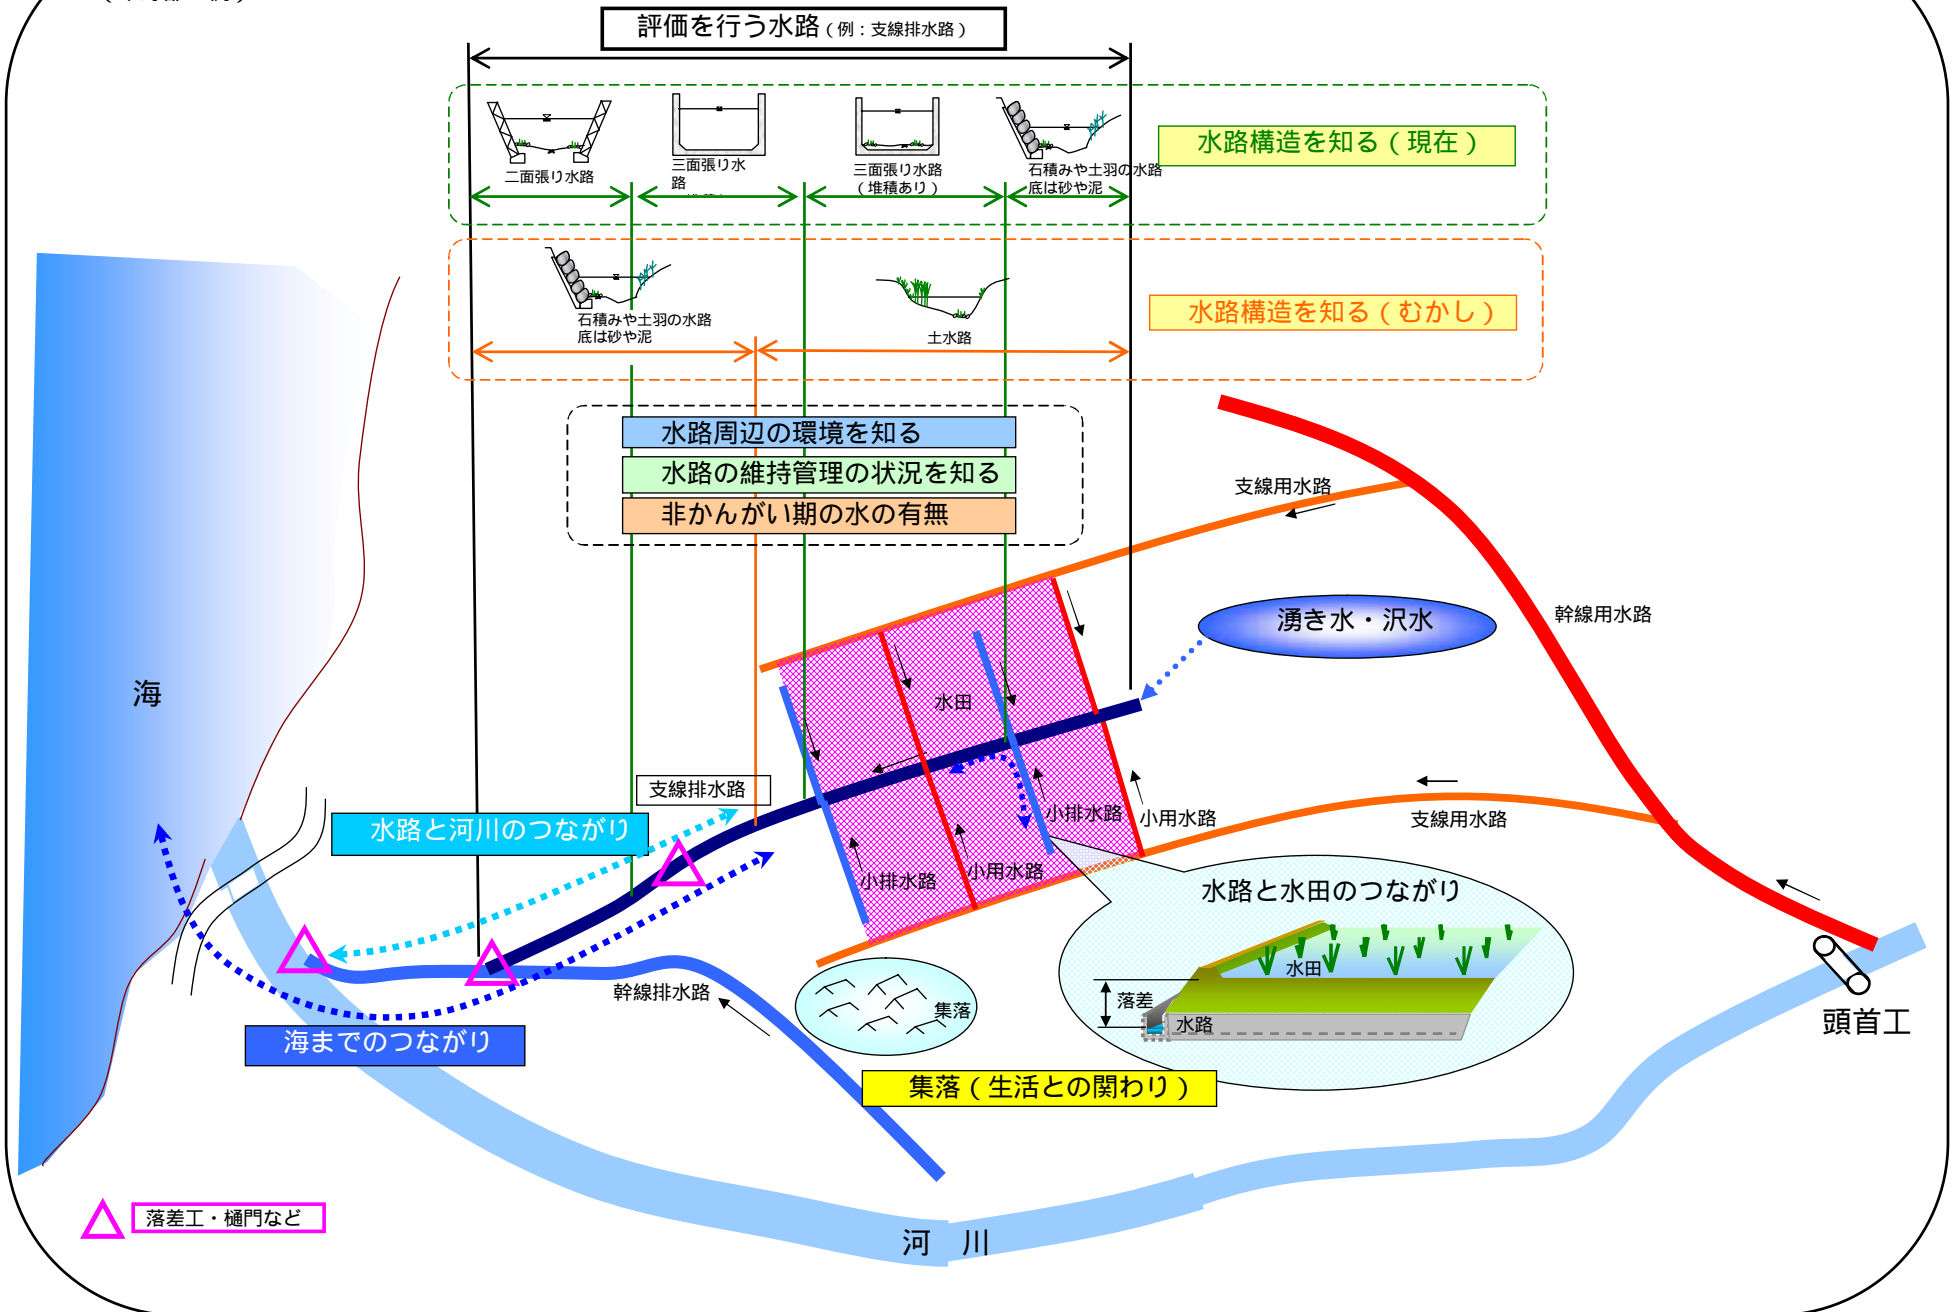 評価を行う水路(例:支線排水路)
二面張り水路
三面張り水
路
三面張り水路
(堆積あり)
石積みや土羽の水路
底は砂や泥
水路構造を知る(現在)
石積みや土羽の水路
底は砂や泥
土水路
水路構造を知る(むかし)
水路周辺の環境を知る
水路の維持管理の状況を知る
非かんがい期の水の有無
支線用水路
幹線用水路
湧き水・沢水
海
水田
支線排水路
水路と河川のつながり
小排水路
小用水路
小排水路
小用水路
支線用水路
水路と水田のつながり
水田
落差
水路
幹線排水路
集落
頭首工
海までのつながり
集落(生活との関わり)
落差工・樋門など
河 川